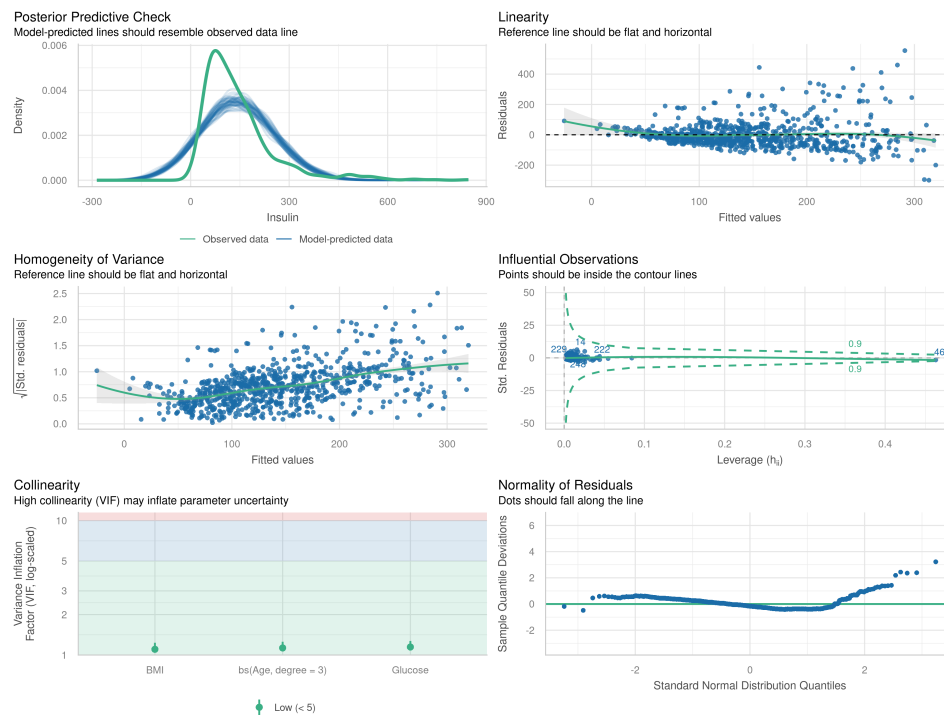 Posterior Predictive Check
Model-predicted lines should resemble observed data line
0.006
0.004
0.002
0.000
Density
-300
0
300
600
900
Insulin
Observed data
Model-predicted data
Linearity
Reference line should be flat and horizontal
400
200
0
-200
Residuals
0
100
200
300
Fitted values
Homogeneity of Variance
Reference line should be flat and horizontal
2.5
2.0
1.5
1.0
0.5
0.0
√|Std. residuals|
0
100
200
300
Fitted values
Influential Observations
Points should be inside the contour lines
50
25
0
-25
-50
Std. Residuals
229
14
222
248
0.9
0.9
46
0.0
0.1
0.2
0.3
0.4
Leverage (hii)
Collinearity
High collinearity (VIF) may inflate parameter uncertainty
10
5
3
2
1
Variance Inflation
Factor (VIF, log-scaled)
BMI
bs(Age, degree = 3)
Glucose
Low (< 5)
Normality of Residuals
Dots should fall along the line
6
4
2
0
-2
Sample Quantile Deviations
-2
0
2
Standard Normal Distribution Quantiles